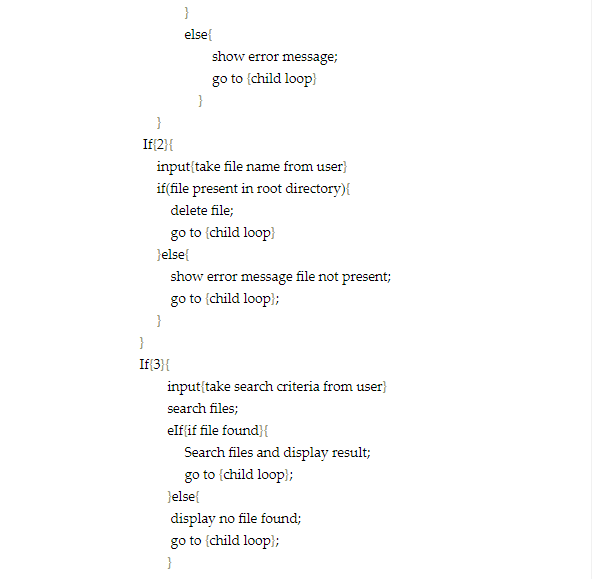 }
else{
show error message;
go to {child loop}
}
}
If{2}{
input{take file name from user}
if(file present in root directory){
delete file;
go to {child loop}
}else{
show error message file not present;
go to {child loop};
}
}
If{3}{
input{take search criteria from user}
search files;
eIf{if file found}{
Search files and display result;
go to {child loop};
}else{
display no file found;
go to {child loop};
}